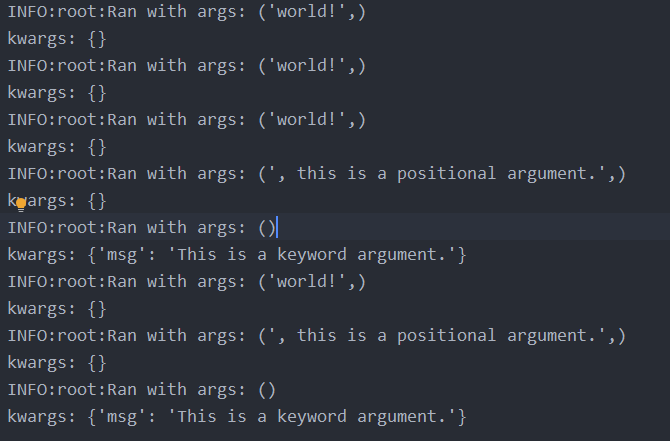 INFO:root:Ran with args: ('world!',)
kwargs: {}
INFO:root:Ran with args: ('world!',)
kwargs: {}
INFO:root:Ran with args: ('world!',)
kwargs: {}
INFO:root:Ran with args: (', this is a positional argument.',)
kwargs: {}
INFO:root:Ran with args: ()
kwargs: {'msg': 'This is a keyword argument.'}
INFO:root:Ran with args: ('world!',)
kwargs: {}
INFO:root:Ran with args: (', this is a positional argument.',)
kwargs: {}
INFO:root:Ran with args: ()
kwargs: {'msg': 'This is a keyword argument.'}